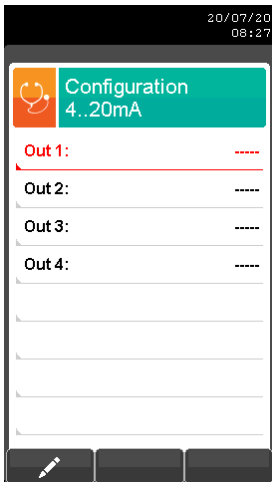 20/07/20
08:27
Configuration
4..20mA
Out 1: -----
Out 2: -----
Out 3: -----
Out 4: -----